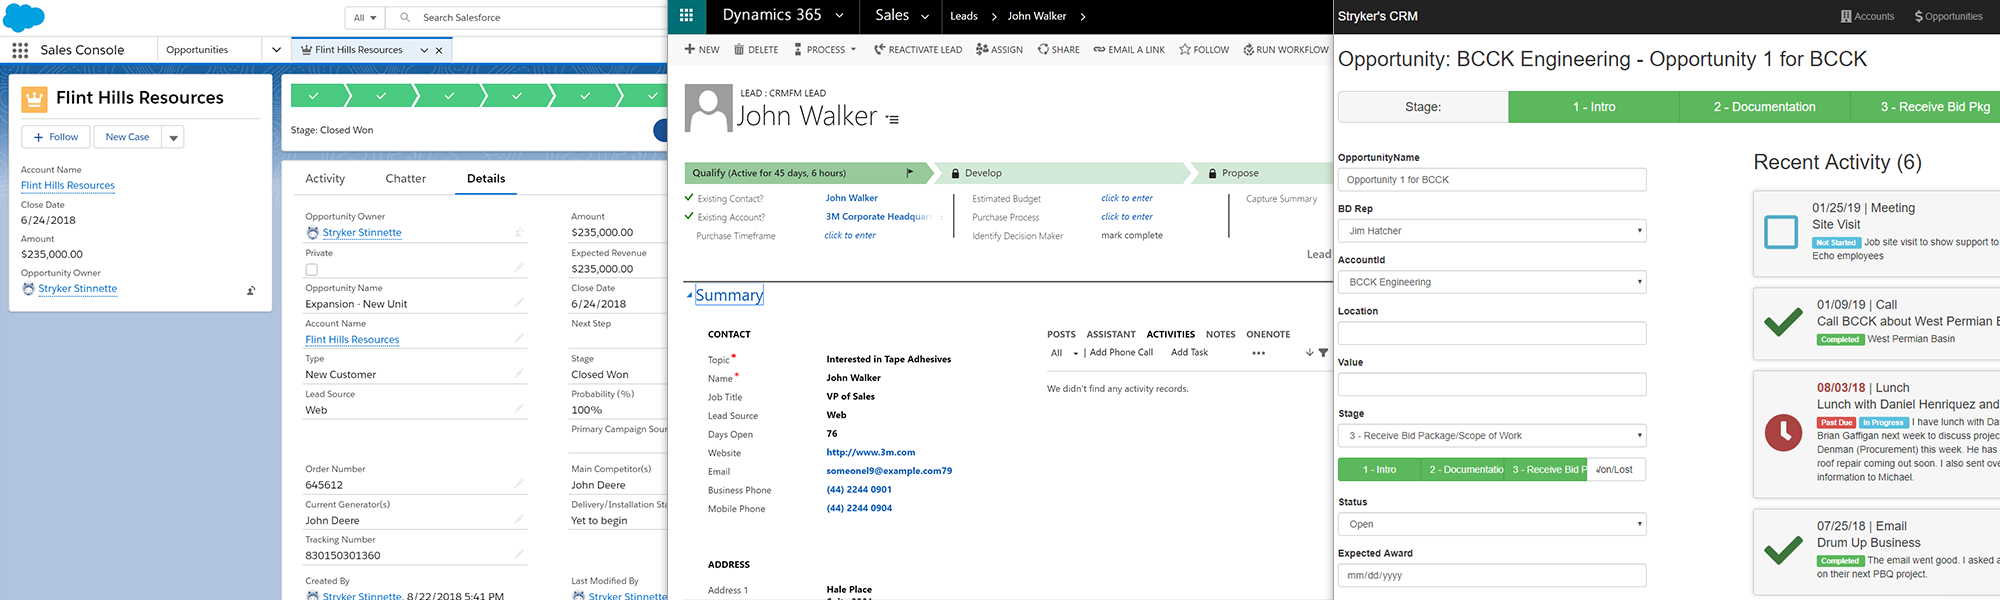 All
Search Salesforce
Sales Console
Opportunities
Flint Hills Resources
Flint Hills Resources
Follow
New Case
Account Name
Flint Hills Resources
Close Date
6/24/2018
Amount
$235,000.00
Opportunity Owner
Stryker Stinnette
Stage: Closed Won
Activity
Chatter
Details
Opportunity Owner
Stryker Stinnette
Private
Opportunity Name
Expansion - New Unit
Account Name
Flint Hills Resources
Type
New Customer
Lead Source
Web
Order Number
645612
Current Generator(s)
John Deere
Tracking Number
830150301360
Created By
Stryker Stinnette, 8/22/2018 5:41 PM
Amount
$235,000.00
Expected Revenue
$235,000.00
Close Date
6/24/2018
Next Step
Stage
Closed Won
Probability (%)
100%
Primary Campaign Sour
Main Competitor(s)
John Deere
Delivery/Installation Sta
Yet to begin
Last Modified By
Stryker Stinnette
Dynamics 365
Sales
Leads
John Walker
NEW
DELETE
PROCESS
REACTIVATE LEAD
ASSIGN
SHARE
EMAIL A LINK
FOLLOW
RUN WORKFLOW
LEAD : CRMFM LEAD
John Walker
Qualify (Active for 45 days, 6 hours)
Develop
Propose
Existing Contact?
John Walker
Existing Account?
3M Corporate Headquar
Purchase Timeframe
click to enter
Estimated Budget
click to enter
Purchase Process
click to enter
Identify Decision Maker
mark complete
Capture Summary
Lead
Summary
CONTACT
Topic*
Interested in Tape Adhesives
Name*
John Walker
Job Title
VP of Sales
Lead Source
Web
Days Open
76
Website
http://www.3m.com
Email
someonel9@example.com79
Business Phone
(44) 2244 0901
Mobile Phone
(44) 2244 0904
ADDRESS
Address 1
Hale Place
POSTS
ASSISTANT
ACTIVITIES
NOTES
ONENOTE
All
| Add Phone Call
Add Task
•••
We didn't find any activity records.
Stryker's CRM
Accounts
Opportunities
Opportunity: BCCK Engineering - Opportunity 1 for BCCK
Stage:
1 - Intro
2 - Documentation
3 - Receive Bid Pkg
OpportunityName
Opportunity 1 for BCCK
BD Rep
Jim Hatcher
AccountId
BCCK Engineering
Location
Value
Stage
3 - Receive Bid Package/Scope of Work
1 - Intro
2 - Documentatio
3 - Receive Bid P
Von/Lost
Status
Open
Expected Award
mm/dd/yyyy
Recent Activity (6)
01/25/19 | Meeting
Site Visit
Not Started Job site visit to show support to
Echo employees
01/09/19 | Call
Call BCCK about West Permian E
Completed West Permian Basin
08/03/18 | Lunch
Lunch with Daniel Henriquez and
Past Due In Progress I have lunch with Da
Brian Gaffigan next week to discuss projec
Denman (Procurement) this week. He has
roof repair coming out soon. I also sent ove
information to Michael.
07/25/18 | Email
Drum Up Business
Completed The email went good. I asked a
on their next PBQ project.